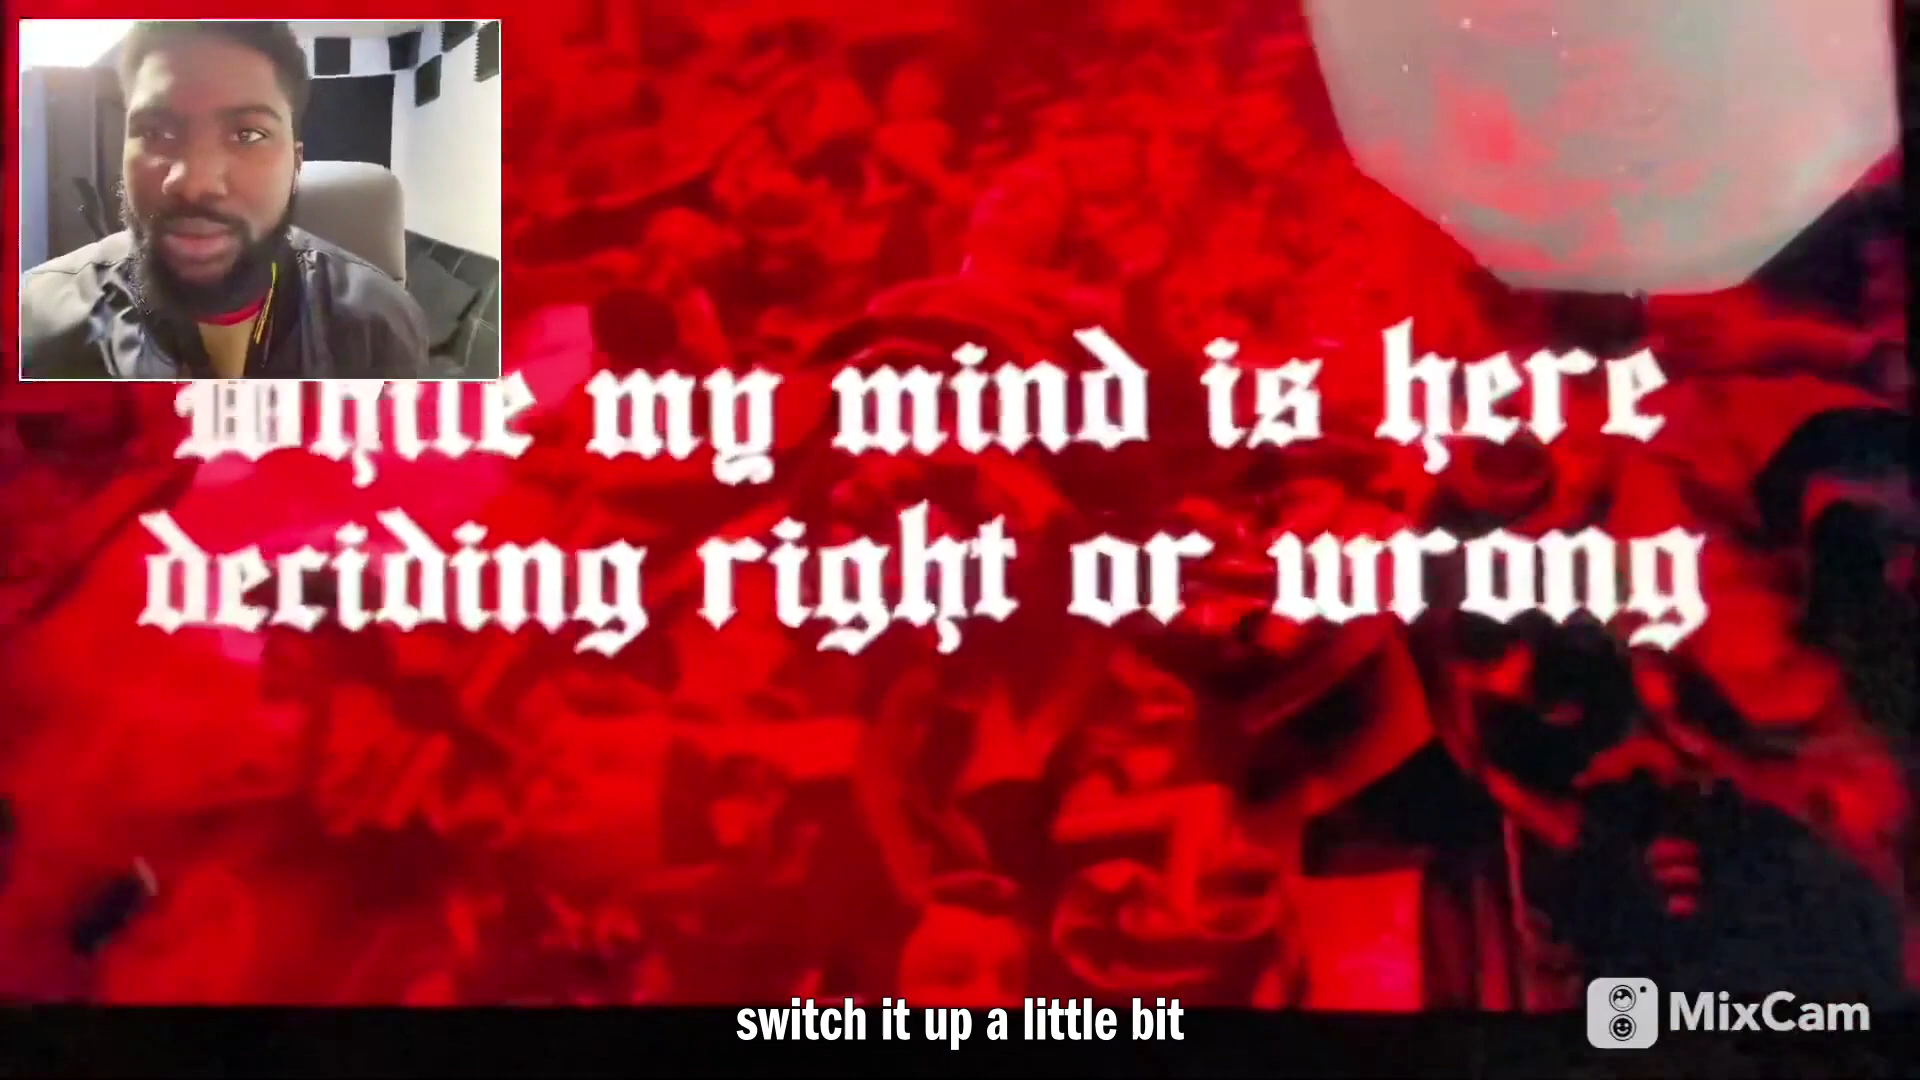 While my mind is here
deciding right or wrong
switch it up a little bit
MixCam